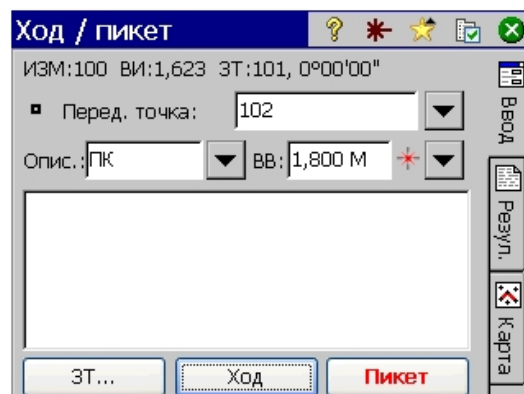 Ход / пикет
ИЗМ:100 ВИ:1,623 ЗТ:101, 0°00'00"
Перед. точка: 102
Опис.: ПК ВВ: 1,800 М
ЗТ... Ход Пикет
Ввод
Резул.
Карта